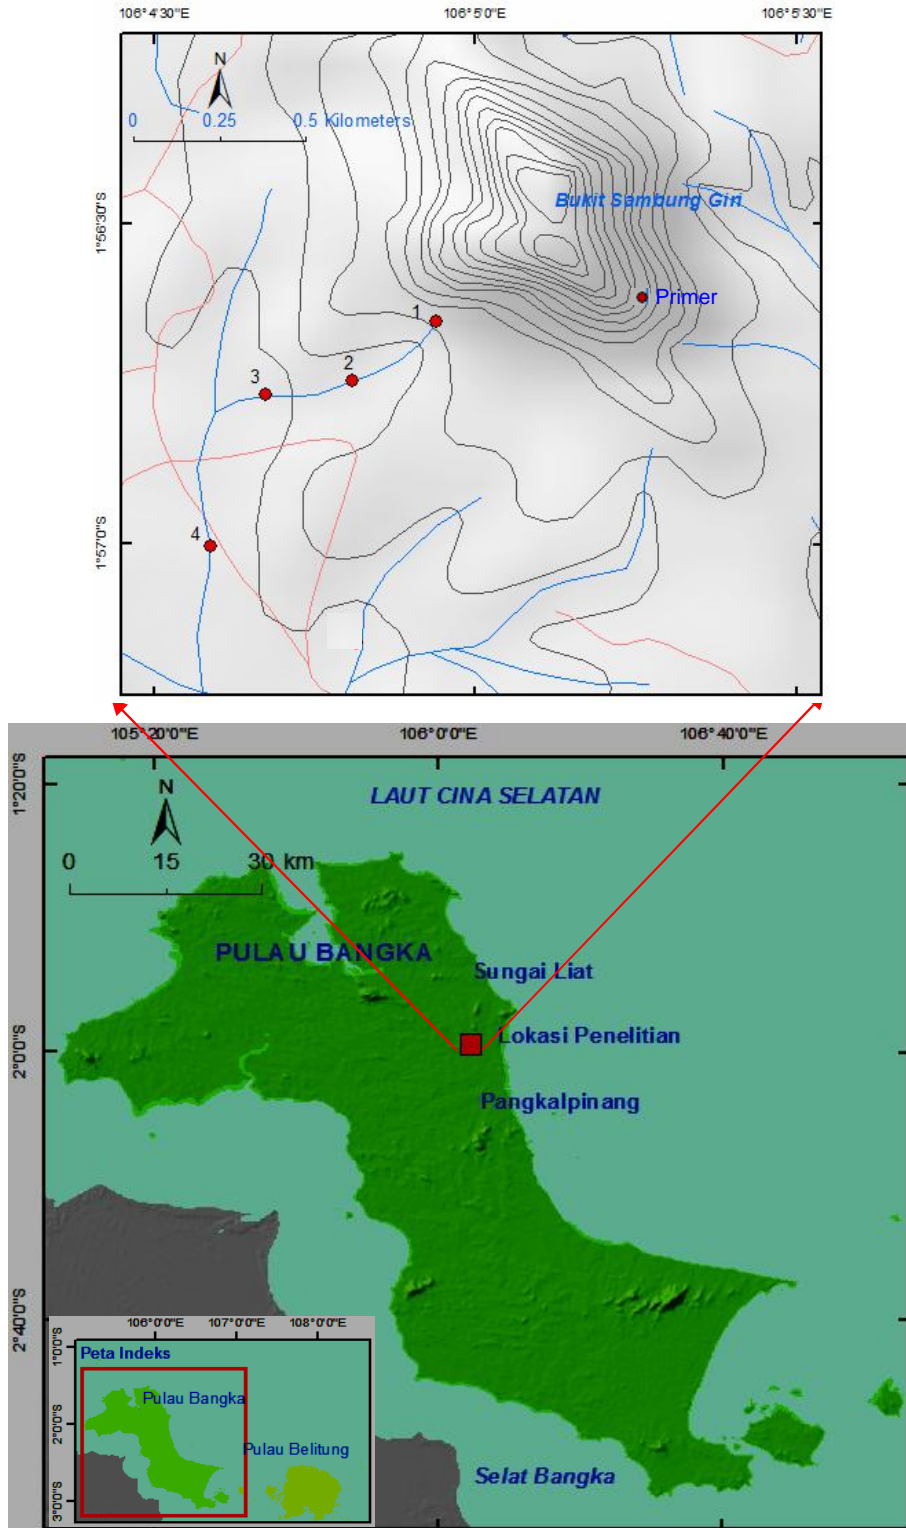 106°4'30"E 106°5'0"E 106°5'30"E
N
0 0.25 0.5 Kilometers
Bukit Sambung Giri
1°56'30"S
Primer
1
2
3
4
1°57'0"S
105°20'0"E 106°0'0"E 106°40'0"E
1°20'0"S
LAUT CINA SELATAN
N
0 15 30 km
PULAU BANGKA
Sungai Liat
Lokasi Penelitian
2°0'0"S
Pangkalpinang
2°40'0"S
106°0'0"E 107°0'0"E 108°0'0"E
Peta Indeks
1°0'0"S
Pulau Bangka
2°0'0"S
Pulau Belitung
3°0'0"S
Selat Bangka